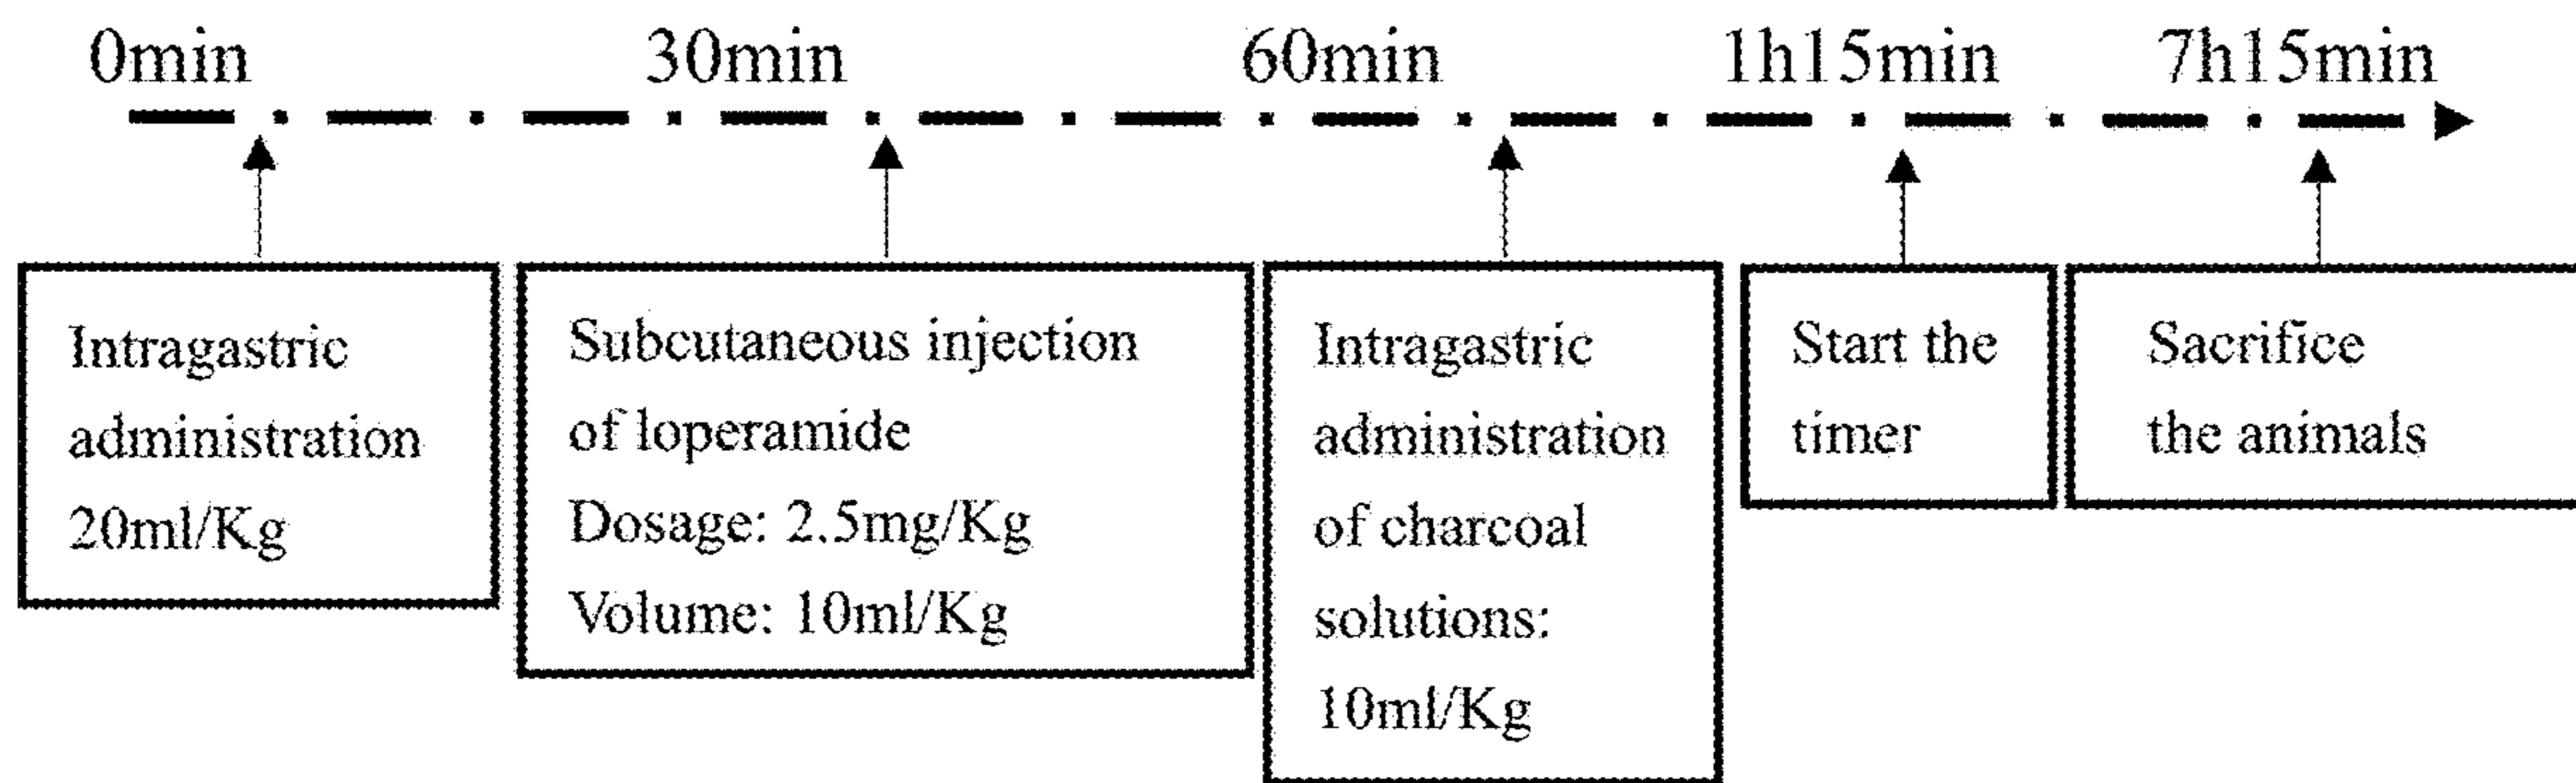 0min 30min 60min 1h15min 7h15min
Intragastric
administration
20ml/Kg
Subcutaneous injection
of loperamide
Dosage: 2.5mg/Kg
Volume: 10ml/Kg
Intragastric
administration
of charcoal
solutions:
10ml/Kg
Start the
timer
Sacrifice
the animals